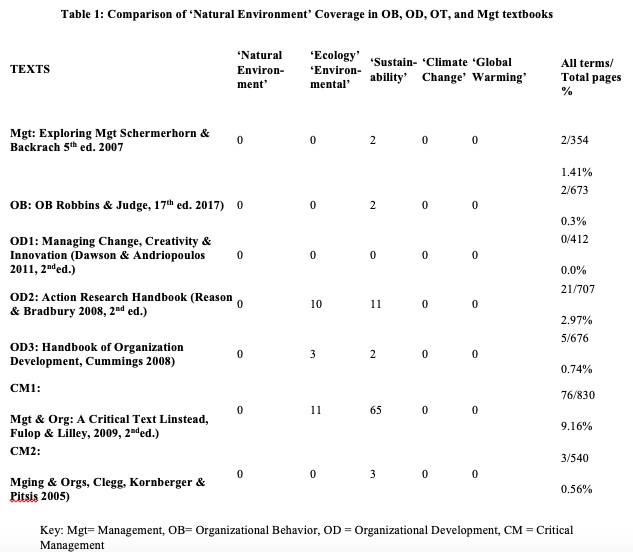 Table 1: Comparison of ‘Natural Environment’ Coverage in OB, OD, OT, and Mgt textbooks
TEXTS ‘Natural Environ-ment’ ‘Ecology’ ‘Environ-mental’ ‘Sustain-ability’ ‘Climate Change’ ‘Global Warming’ All terms/ Total pages %
Mgt: Exploring Mgt Schermerhorn &
Backrach 5th ed. 2007 0 0 2 0 0 2/354
1.41%
2/673
OB: OB Robbins & Judge, 17th ed. 2017) 0 0 2 0 0
0.3%
OD1: Managing Change, Creativity & 0/412
Innovation (Dawson & Andriopoulos 0 0 0 0 0
2011, 2nded.) 0.0%
21/707
OD2: Action Research Handbook (Reason 0 10 11 0 0
& Bradbury 2008, 2nd ed.)
2.97%
5/676
OD3: Handbook of Organization 0 3 2 0 0
Development, Cummings 2008)
0.74%
CM1:
76/830
0 11 65 0 0
Mgt & Org: A Critical Text Linstead,
Fulop & Lilley, 2009, 2nded.) 9.16%
CM2:
3/540
0 0 3 0 0
Mging & Orgs, Clegg, Kornberger & 0.56%
Pitsis 2005)
Key: Mgt= Management, OB= Organizational Behavior, OD = Organizational Development, CM = Critical
Management